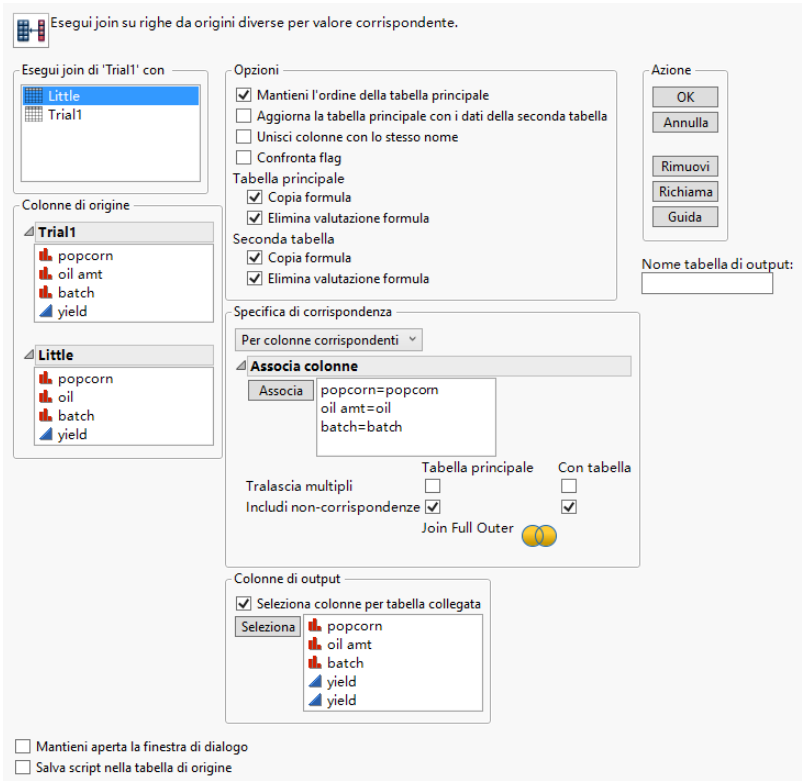 Esegui join su righe da origini diverse per valore corrispondente.
Esegui join di 'Trial1' con
Little
Trial1
Colonne di origine
Trial1
popcorn
oil amt
batch
yield
Little
popcorn
oil
batch
yield
Opzioni
Mantieni l'ordine della tabella principale
Aggiorna la tabella principale con i dati della seconda tabella
Unisci colonne con lo stesso nome
Confronta flag
Tabella principale
Copia formula
Elimina valutazione formula
Seconda tabella
Copia formula
Elimina valutazione formula
Specifica di corrispondenza
Per colonne corrispondenti
Associa colonne
Associa
popcorn=popcorn
oil amt=oil
batch=batch
Tabella principale Con tabella
Tralascia multipli
Includi non-corrispondenze
Join Full Outer
Colonne di output
Seleziona colonne per tabella collegata
Seleziona
popcorn
oil amt
batch
yield
yield
Azione
OK
Annulla
Rimuovi
Richiama
Guida
Nome tabella di output:
Mantieni aperta la finestra di dialogo
Salva script nella tabella di origine